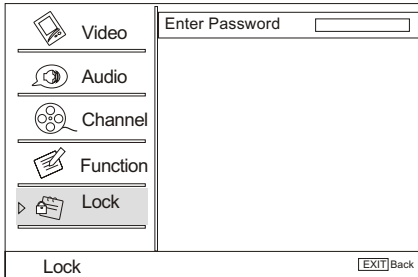 Video
Audio
Channel
Function
Lock
Enter Password
Lock
EXIT Back